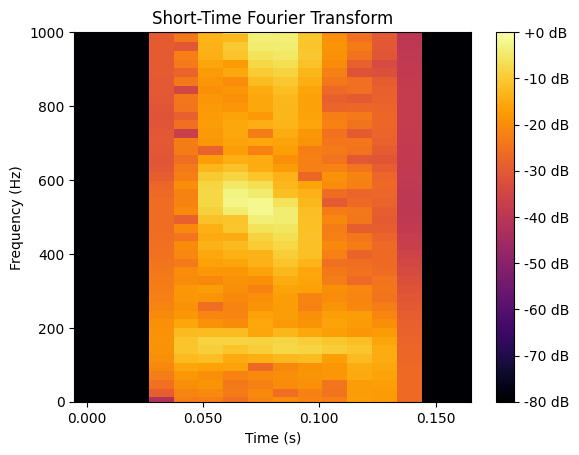 Short-Time Fourier Transform
1000
800
600
400
200
0
Frequency (Hz)
0.000
0.050
0.100
0.150
Time (s)
+0 dB
-10 dB
-20 dB
-30 dB
-40 dB
-50 dB
-60 dB
-70 dB
-80 dB